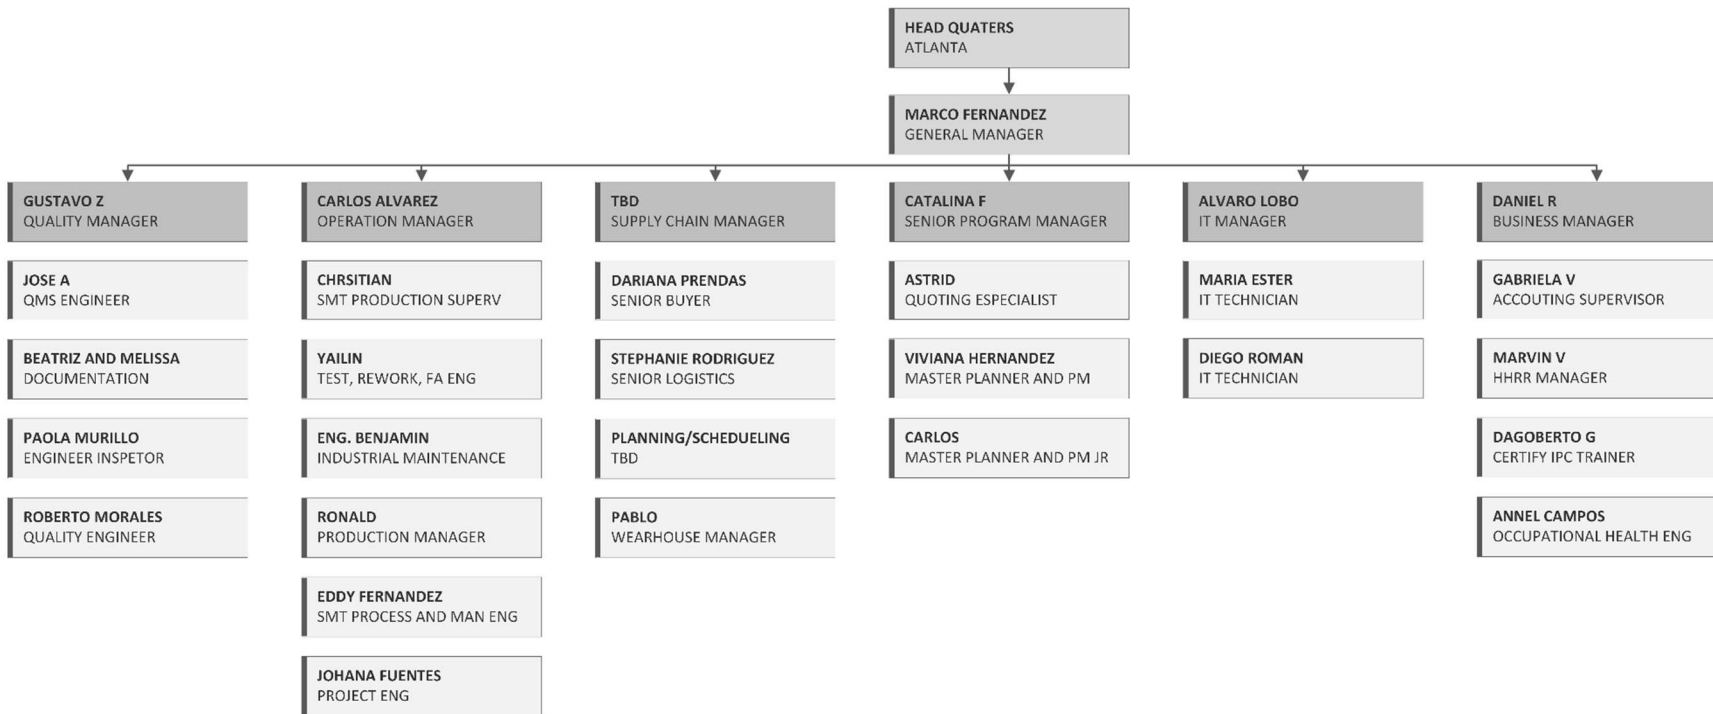 HEAD QUATERS
ATLANTA
MARCO FERNANDEZ
GENERAL MANAGER
GUSTAVO Z
QUALITY MANAGER
JOSE A
QMS ENGINEER
BEATRIZ AND MELISSA
DOCUMENTATION
PAOLA MURILLO
ENGINEER INSPETOR
ROBERTO MORALES
QUALITY ENGINEER
CARLOS ALVAREZ
OPERATION MANAGER
CHRSITIAN
SMT PRODUCTION SUPERV
YAILIN
TEST, REWORK, FA ENG
ENG. BENJAMIN
INDUSTRIAL MAINTENANCE
RONALD
PRODUCTION MANAGER
EDDY FERNANDEZ
SMT PROCESS AND MAN ENG
JOHANA FUENTES
PROJECT ENG
TBD
SUPPLY CHAIN MANAGER
DARIANA PRENDAS
SENIOR BUYER
STEPHANIE RODRIGUEZ
SENIOR LOGISTICS
PLANNING/SCHEDUELING
TBD
PABLO
WEARHOUSE MANAGER
CATALINA F
SENIOR PROGRAM MANAGER
ASTRID
QUOTING ESPECIALIST
VIVIANA HERNANDEZ
MASTER PLANNER AND PM
CARLOS
MASTER PLANNER AND PM JR
ALVARO LOBO
IT MANAGER
MARIA ESTER
IT TECHNICIAN
DIEGO ROMAN
IT TECHNICIAN
DANIEL R
BUSINESS MANAGER
GABRIELA V
ACCOUTING SUPERVISOR
MARVIN V
HHRR MANAGER
DAGOBERTO G
CERTIFY IPC TRAINER
ANNEL CAMPOS
OCCUPATIONAL HEALTH ENG